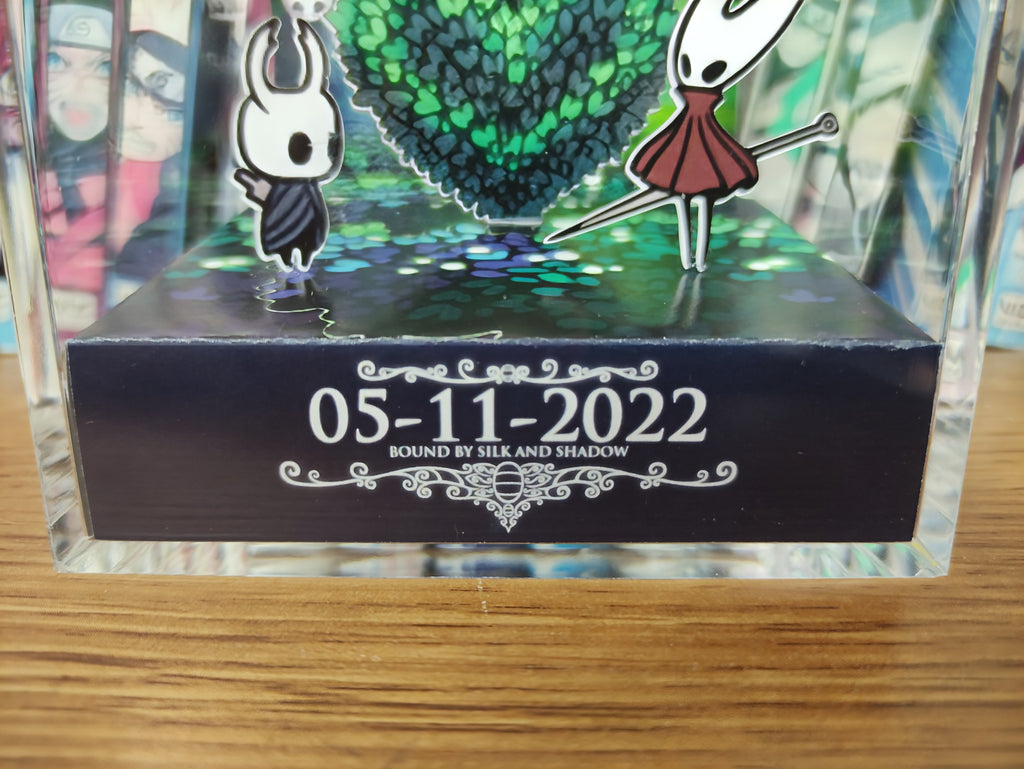 05-11-2022
BOUND BY SILK AND SHADOW